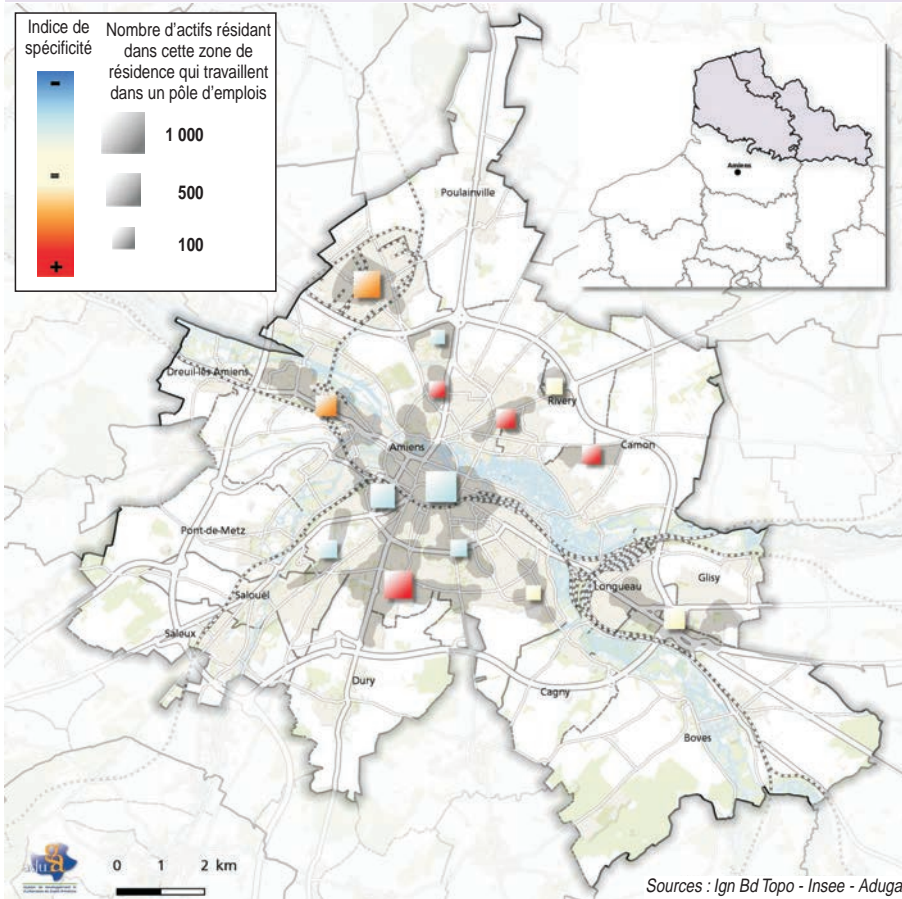 Indice de
spécificité
Nombre d'actifs résidant
dans cette zone de
résidence qui travaillent
dans un pôle d'emplois
-
=
+
1 000
500
100
Amiens
Poulainville
Dreuil-lès Amiens
Rivery
Amiens
Camon
Pont-de-Metz
Longueau
Glisy
Salouël
Saleux
Dury
Cagny
Boves
aduga
0 1 2 km
Sources : Ign Bd Topo - Insee - Aduga